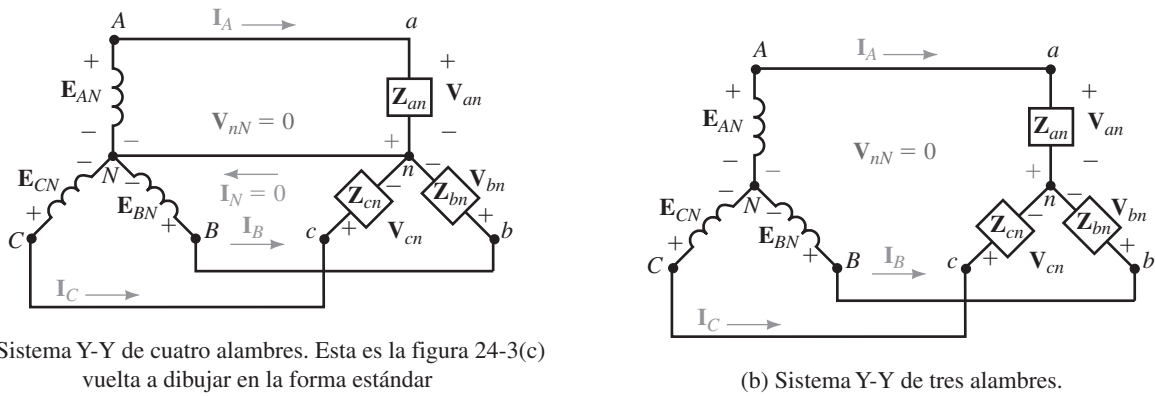 A
I_A
a
+
E_AN
−
Z_an
+
V_an
−
V_nN = 0
−
+
−
N
n
E_CN
+
C
−
E_BN
+
B
I_N = 0
I_B
−
Z_cn
+
c
V_cn
−
Z_bn
V_bn
+
b
I_C
Sistema Y-Y de cuatro alambres. Esta es la figura 24-3(c)
vuelta a dibujar en la forma estándar
A
I_A
a
+
E_AN
−
Z_an
+
V_an
−
V_nN = 0
−
+
N
n
E_CN
+
C
−
E_BN
+
B
I_B
−
Z_cn
+
c
V_cn
−
Z_bn
V_bn
+
b
I_C
(b) Sistema Y-Y de tres alambres.